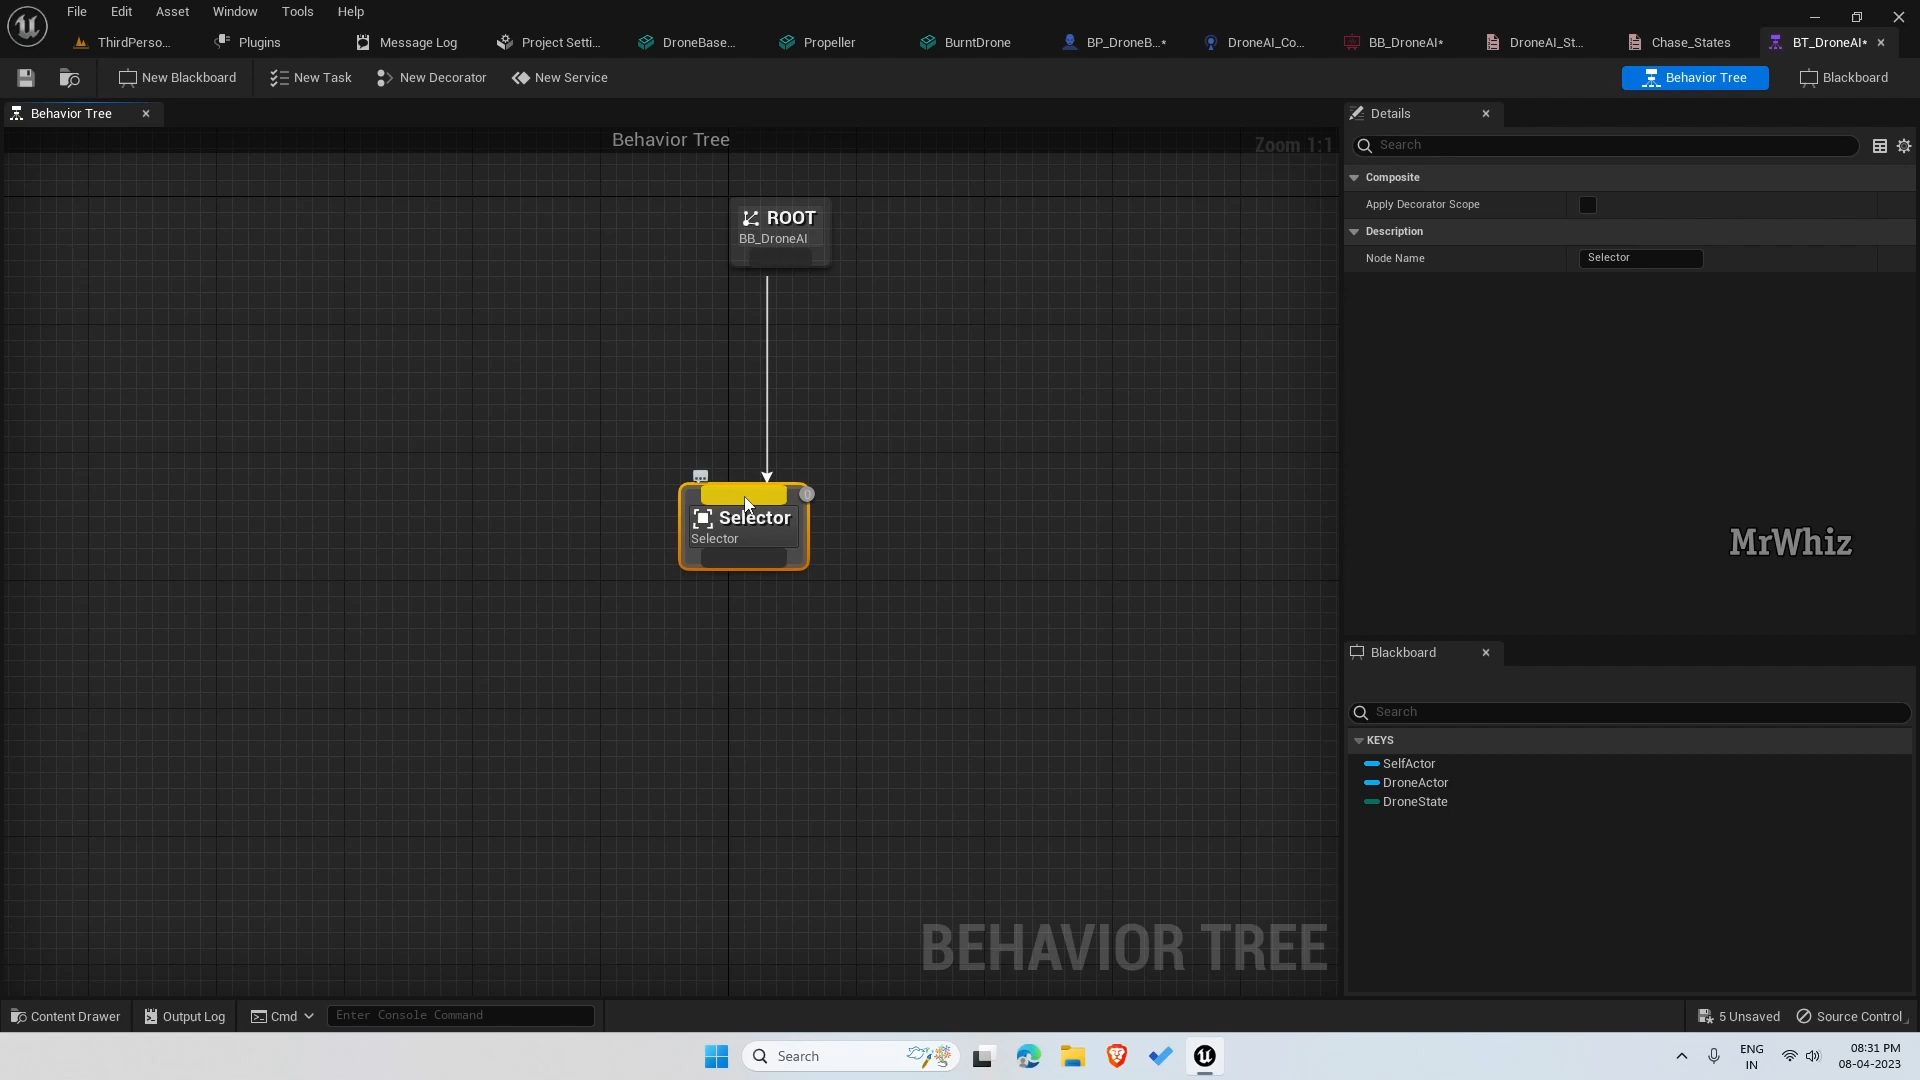 File Edit Asset Window Tools Help
ThirdPerso... Plugins Message Log Project Setti... DroneBase... Propeller BurntDrone BP_DroneB...* DroneAI_Co... BB_DroneAI* DroneAI_St... Chase_States BT_DroneAI*
New Blackboard New Task New Decorator New Service Behavior Tree Blackboard
Behavior Tree
Behavior Tree
Zoom 1:1
ROOT
BB_DroneAI
0
Selector
Selector
BEHAVIOR TREE
Details
Search
Composite
Apply Decorator Scope
Description
Node Name Selector
MrWhiz
Blackboard
Search
KEYS
SelfActor
DroneActor
DroneState
Content Drawer Output Log Cmd Enter Console Command 5 Unsaved Source Control
Search
ENG
IN
08:31 PM
08-04-2023